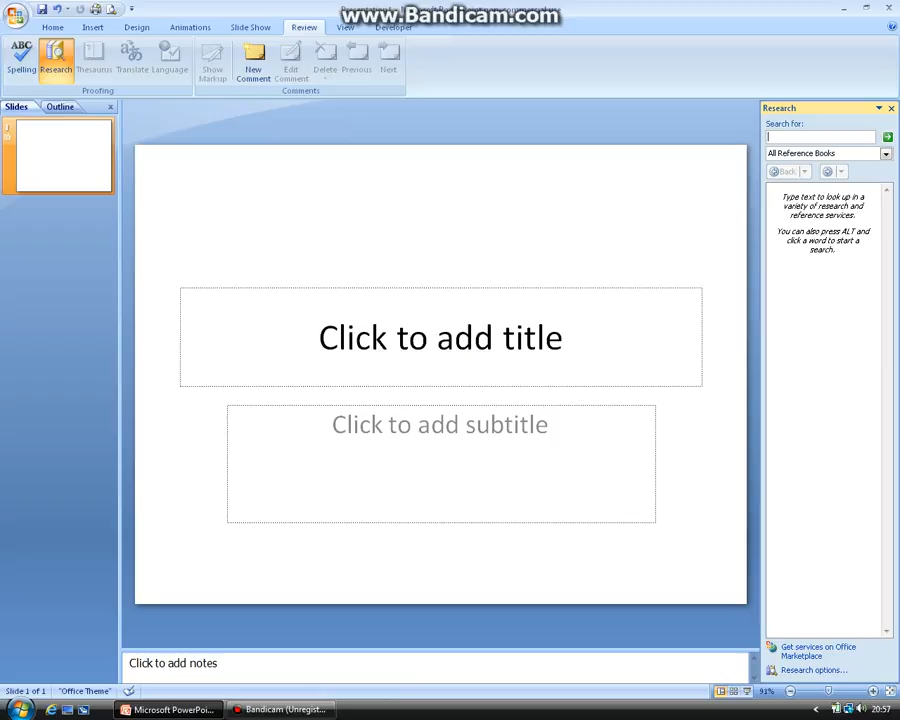 www.Bandicam.com
Home Insert Design Animations Slide Show Review View Developer
Spelling Research Thesaurus Translate Language
Show Markup New Comment Edit Comment Delete Previous Next
Proofing Comments
Slides Outline
1
Click to add title
Click to add subtitle
Click to add notes
Research
Search for:
All Reference Books
Back
Type text to look up in a
variety of research and
reference services.
You can also press ALT and
click a word to start a
search.
Get services on Office
Marketplace
Research options...
Slide 1 of 1 "Office Theme" 91%
Microsoft PowerPoi... Bandicam (Unregist... 20:57